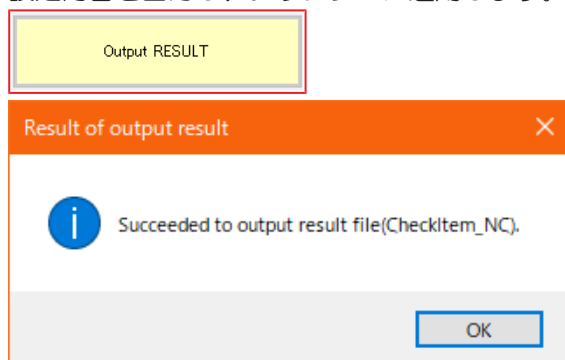 Output RESULT
Result of output result
Succeeded to output result file(CheckItem_NC).
OK